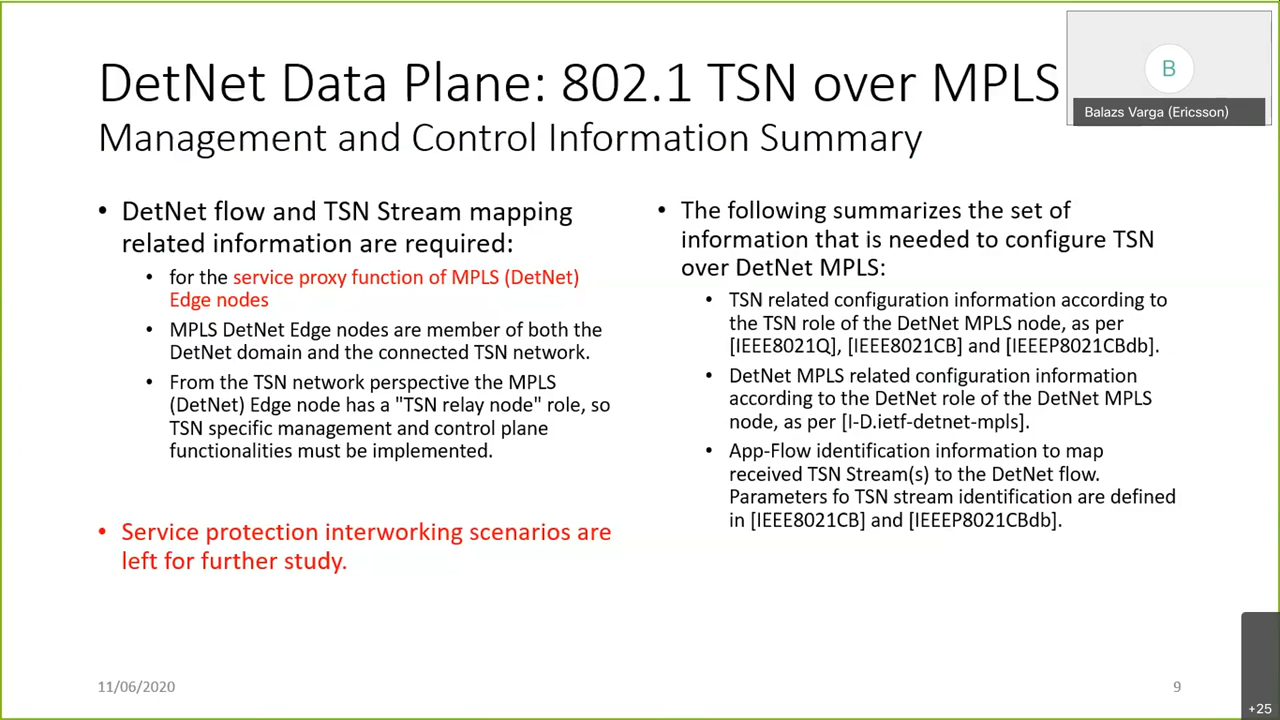 DetNet Data Plane: 802.1 TSN over MPLS
Management and Control Information Summary
B
Balazs Varga (Ericsson)
• DetNet flow and TSN Stream mapping
related information are required:
• for the service proxy function of MPLS (DetNet)
Edge nodes
• MPLS DetNet Edge nodes are member of both the
DetNet domain and the connected TSN network.
• From the TSN network perspective the MPLS
(DetNet) Edge node has a "TSN relay node" role, so
TSN specific management and control plane
functionalities must be implemented.
• Service protection interworking scenarios are
left for further study.
• The following summarizes the set of
information that is needed to configure TSN
over DetNet MPLS:
• TSN related configuration information according to
the TSN role of the DetNet MPLS node, as per
[IEEE8021Q], [IEEE8021CB] and [IEEEP8021CBdb].
• DetNet MPLS related configuration information
according to the DetNet role of the DetNet MPLS
node, as per [I-D.ietf-detnet-mpls].
• App-Flow identification information to map
received TSN Stream(s) to the DetNet flow.
Parameters fo TSN stream identification are defined
in [IEEE8021CB] and [IEEEP8021CBdb].
11/06/2020
9
+25